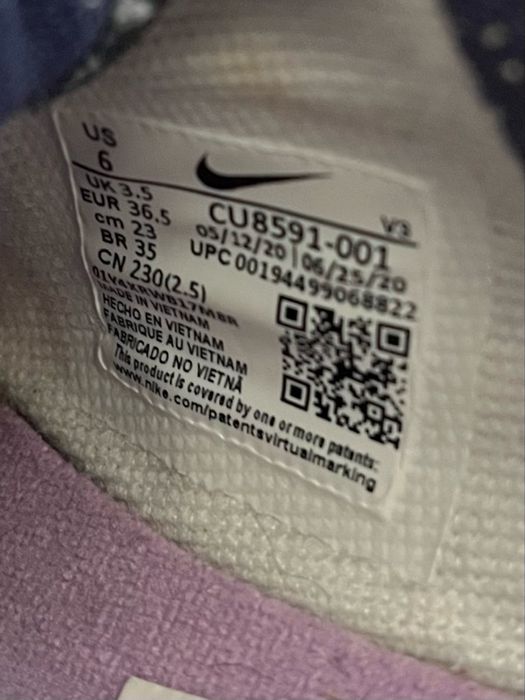 US
6
UK 3.5
EUR 36.5
cm 23
BR 35
CN 230(2.5)
V3
CU8591-001
05/12/20 | 06/25/20
UPC 00194499068822
MADE IN VIETNAM
HECHO EN VIETNAM
FABRIQUE AU VIETNAM
FABRICADO NO VIETNÃ
This product is covered by one or more patents:
www.nike.com/patentsvirtualmarking